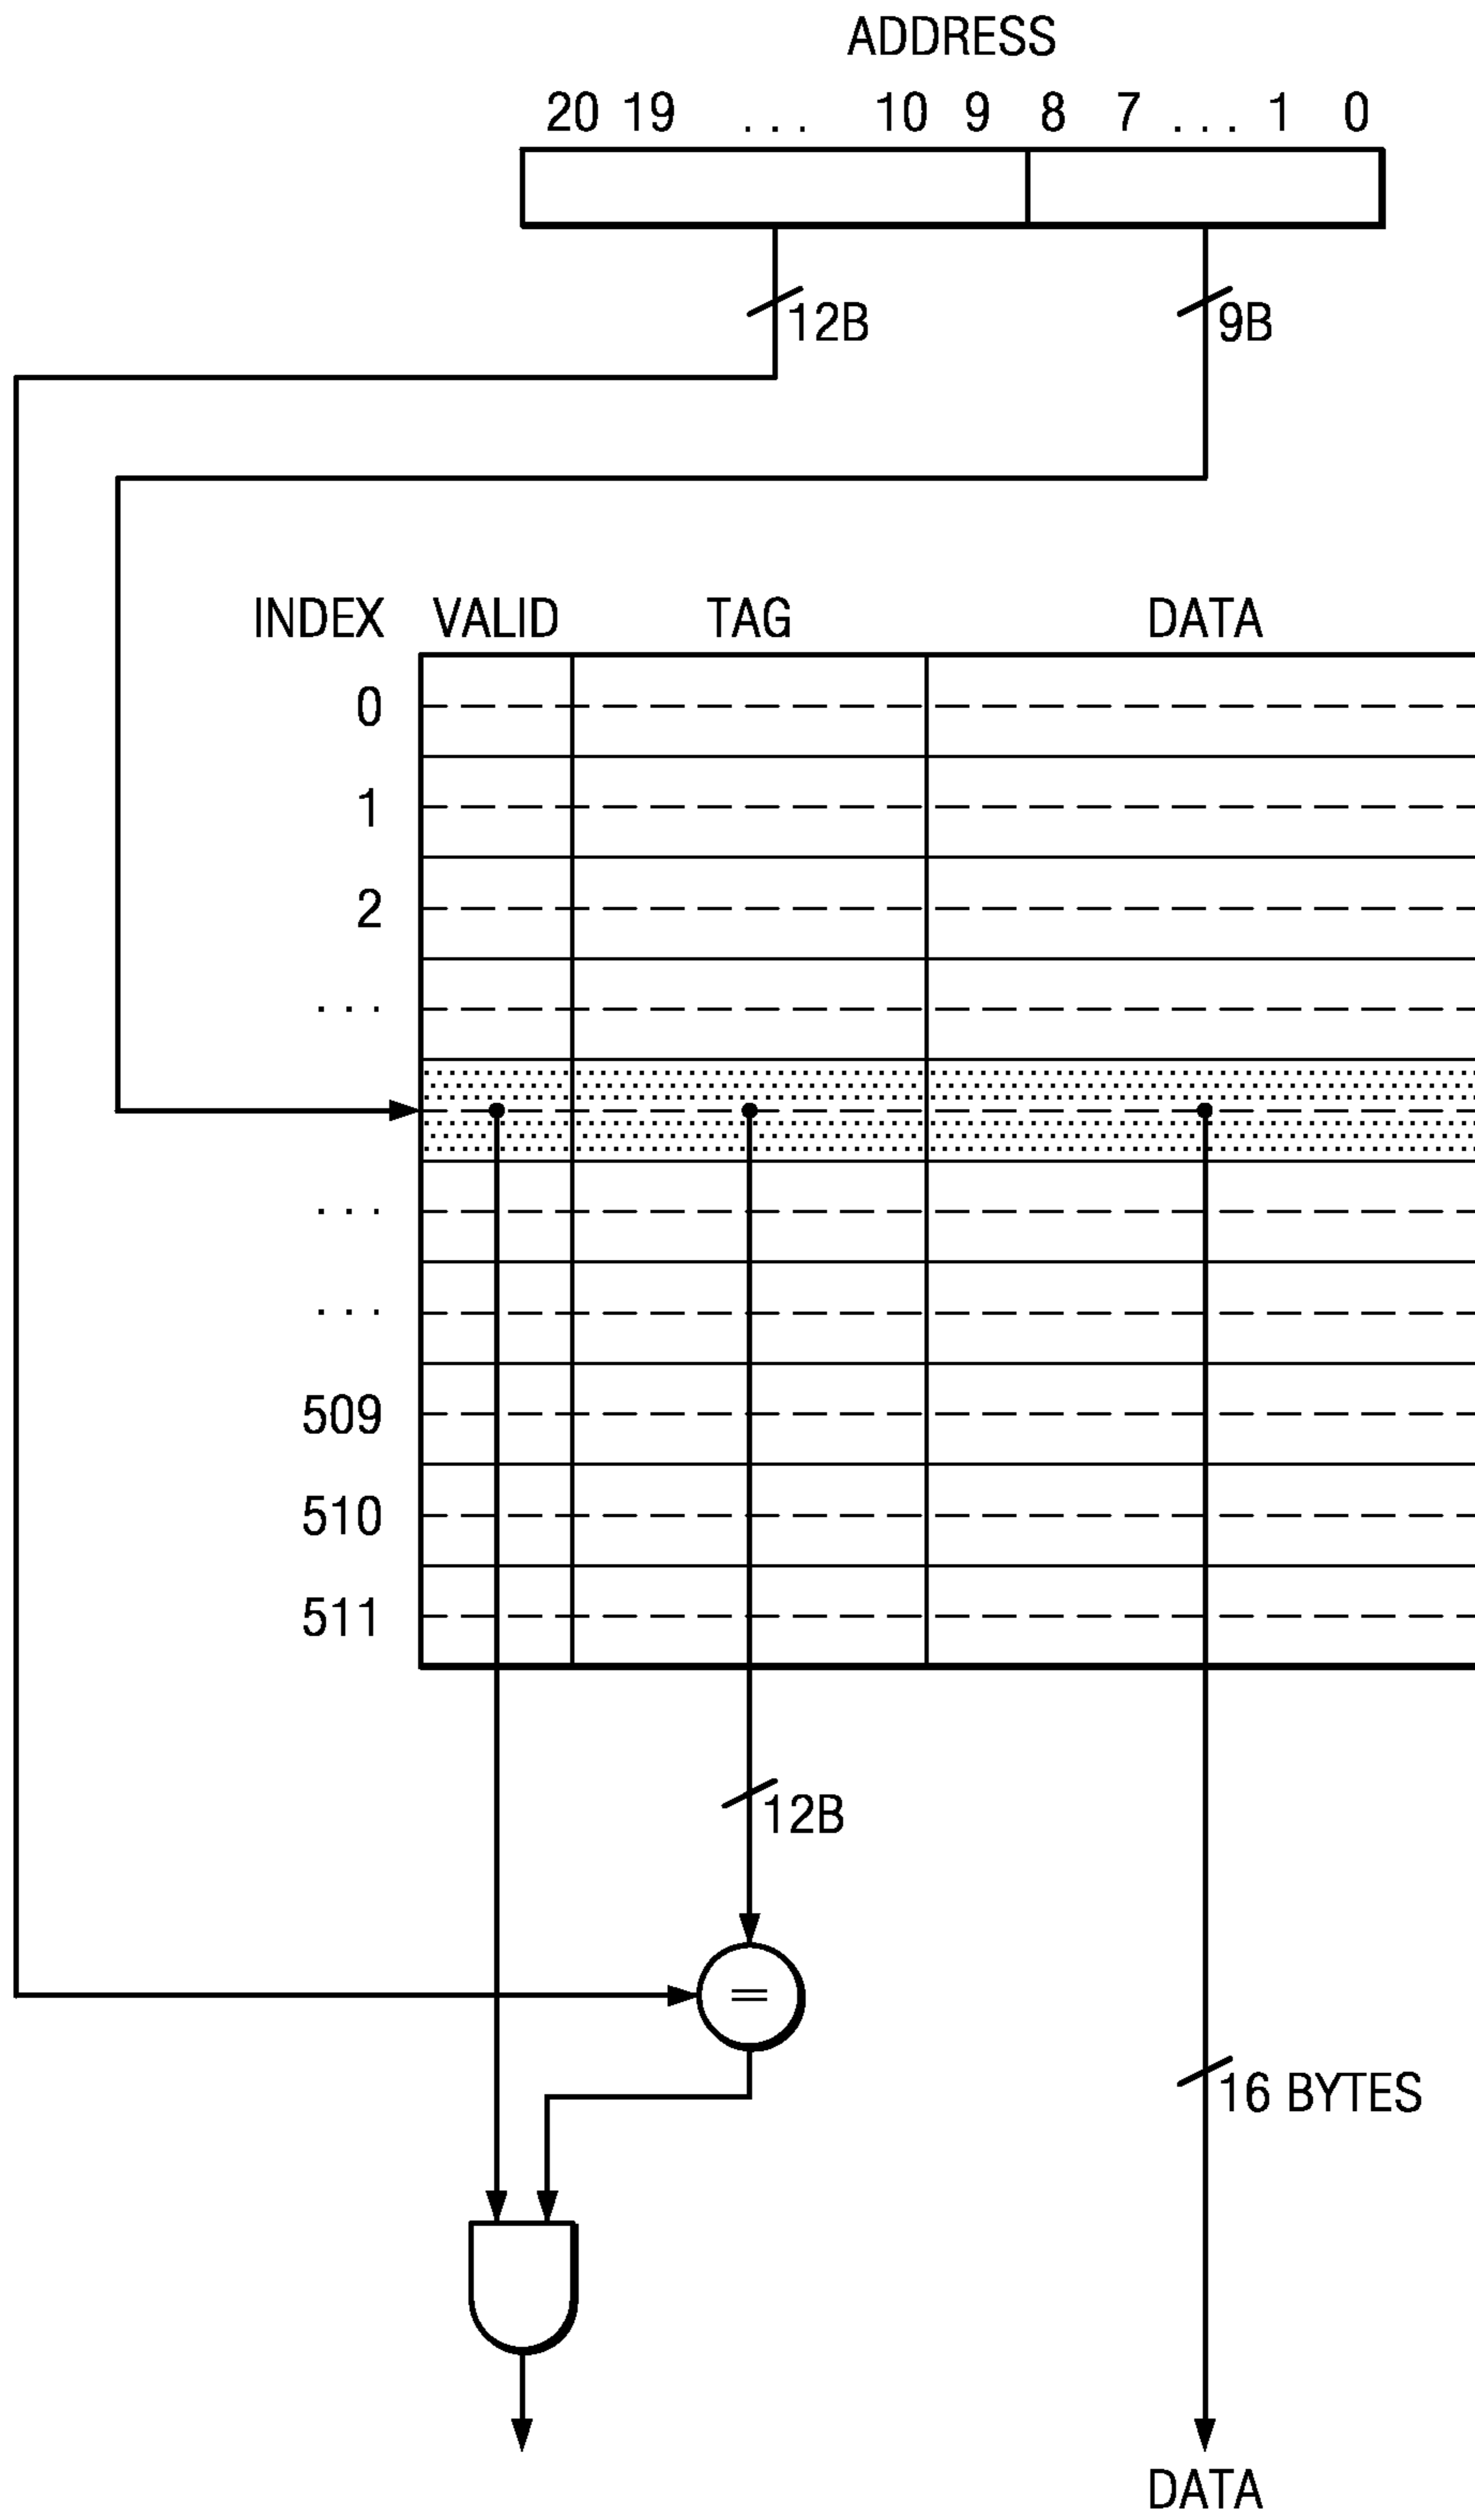 ADDRESS
20 19 ... 10 9 8 7 ... 1 0
12B 9B
INDEX VALID TAG DATA
0
1
2
...
...
...
509
510
511
12B
=
16 BYTES
DATA